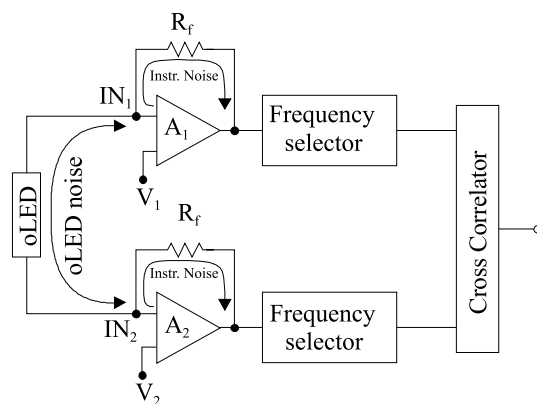 R_f
Instr. Noise
IN_1
A_1
V_1
Frequency
selector
oLED
oLED noise
Cross Correlator
R_f
Instr. Noise
IN_2
A_2
V_2
Frequency
selector